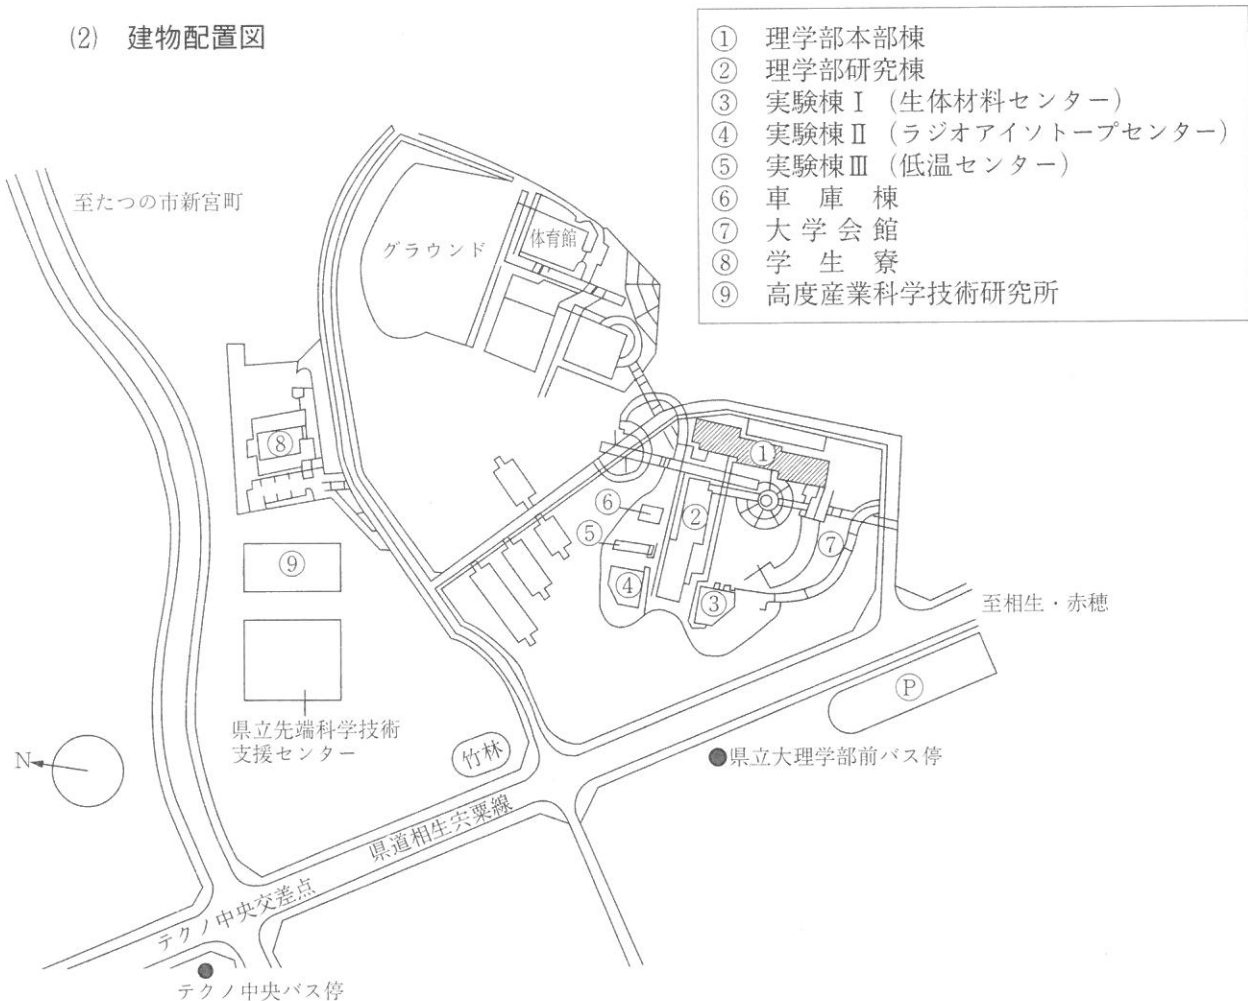 (2) 建物配置図
① 理学部本部棟
② 理学部研究棟
③ 実験棟Ⅰ(生体材料センター)
④ 実験棟Ⅱ(ラジオアイソトープセンター)
⑤ 実験棟Ⅲ(低温センター)
⑥ 車庫棟
⑦ 大学会館
⑧ 学生寮
⑨ 高度産業科学技術研究所
至たつの市新宮町
グラウンド
体育館
⑧
①
⑥
②
⑤
⑦
⑨
④
③
至相生・赤穂
P
県立先端科学技術
支援センター
竹林
県立大理学部前バス停
N
県道相生宍粟線
テクノ中央交差点
テクノ中央バス停